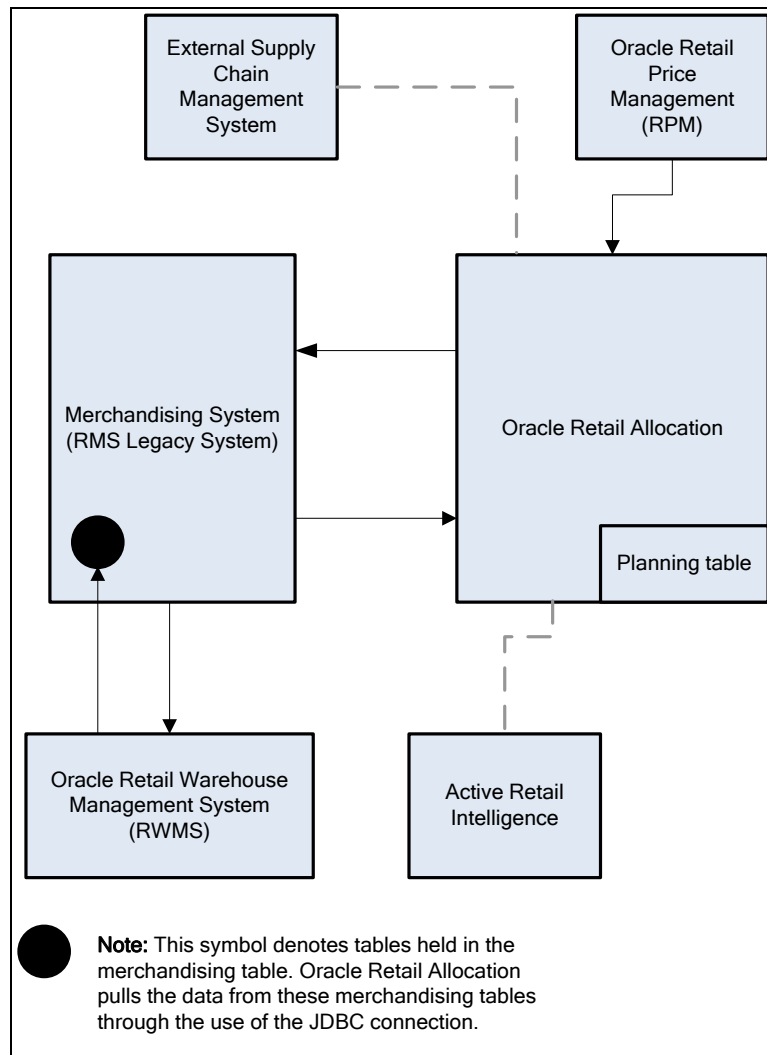 External Supply
Chain
Management
System
Oracle Retail
Price
Management
(RPM)
Merchandising System
(RMS Legacy System)
Oracle Retail Allocation
Planning table
Oracle Retail Warehouse
Management System
(RWMS)
Active Retail
Intelligence
Note: This symbol denotes tables held in the
merchandising table. Oracle Retail Allocation
pulls the data from these merchandising tables
through the use of the JDBC connection.